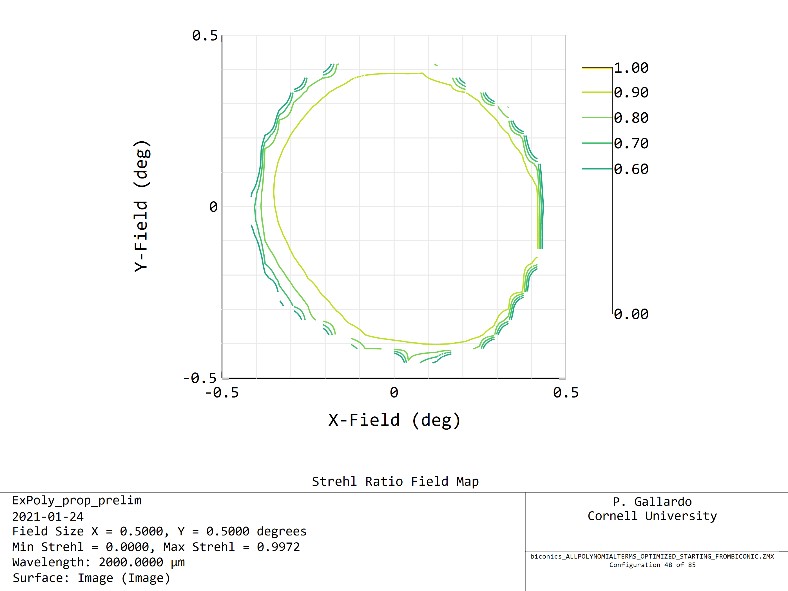 0.5
0
-0.5
-0.5
0
0.5
Y-Field (deg)
X-Field (deg)
1.00
0.90
0.80
0.70
0.60
0.00
Strehl Ratio Field Map
ExPoly_prop_prelim
2021-01-24
Field Size X = 0.5000, Y = 0.5000 degrees
Min Strehl = 0.0000, Max Strehl = 0.9972
Wavelength: 2000.0000 μm
Surface: Image (Image)
P. Gallardo
Cornell University
biconics_ALLPOLYNOMIALTERMS_OPTIMIZED_STARTING_FROMBICONIC.ZMX
Configuration 48 of 85